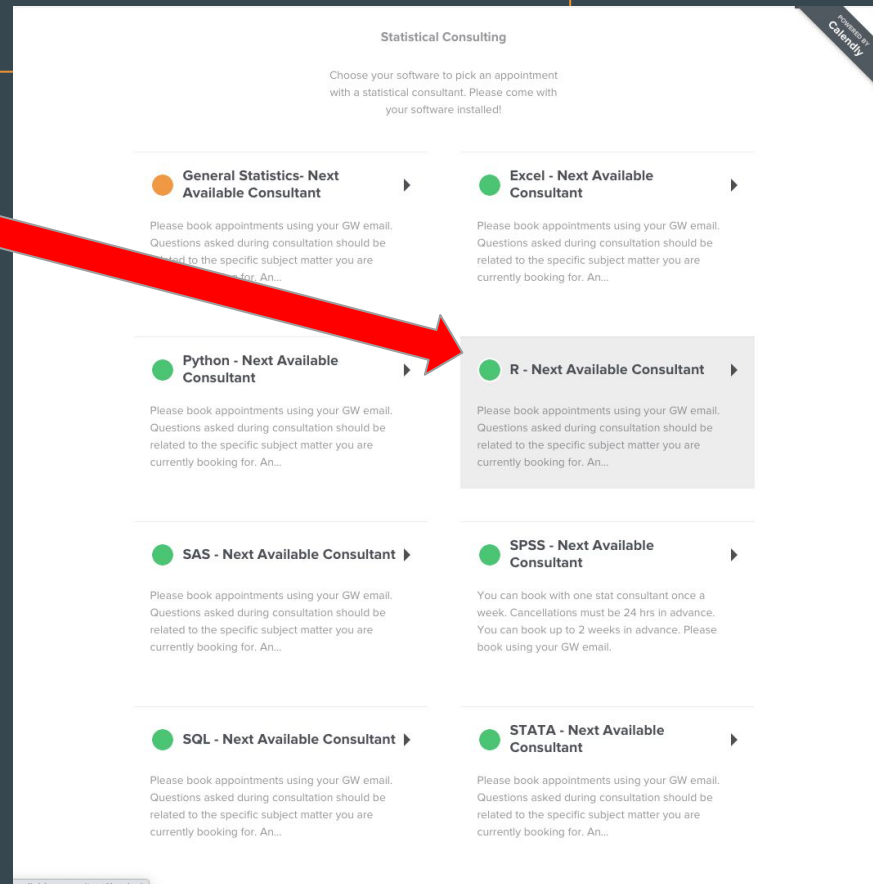 POWERED BY
Calendly
Statistical Consulting
Choose your software to pick an appointment
with a statistical consultant. Please come with
your software installed!
General Statistics- Next
Available Consultant
Please book appointments using your GW email.
Questions asked during consultation should be
to the specific subject matter you are
for. An...
Excel - Next Available
Consultant
Please book appointments using your GW email.
Questions asked during consultation should be
related to the specific subject matter you are
currently booking for. An...
Python - Next Available
Consultant
Please book appointments using your GW email.
Questions asked during consultation should be
related to the specific subject matter you are
currently booking for. An...
R - Next Available Consultant
Please book appointments using your GW email.
Questions asked during consultation should be
related to the specific subject matter you are
currently booking for. An...
SAS - Next Available Consultant
Please book appointments using your GW email.
Questions asked during consultation should be
related to the specific subject matter you are
currently booking for. An...
SPSS - Next Available
Consultant
You can book with one stat consultant once a
week. Cancellations must be 24 hrs in advance.
You can book up to 2 weeks in advance. Please
book using your GW email.
SQL - Next Available Consultant
Please book appointments using your GW email.
Questions asked during consultation should be
related to the specific subject matter you are
currently booking for. An...
STATA - Next Available
Consultant
Please book appointments using your GW email.
Questions asked during consultation should be
related to the specific subject matter you are
currently booking for. An...